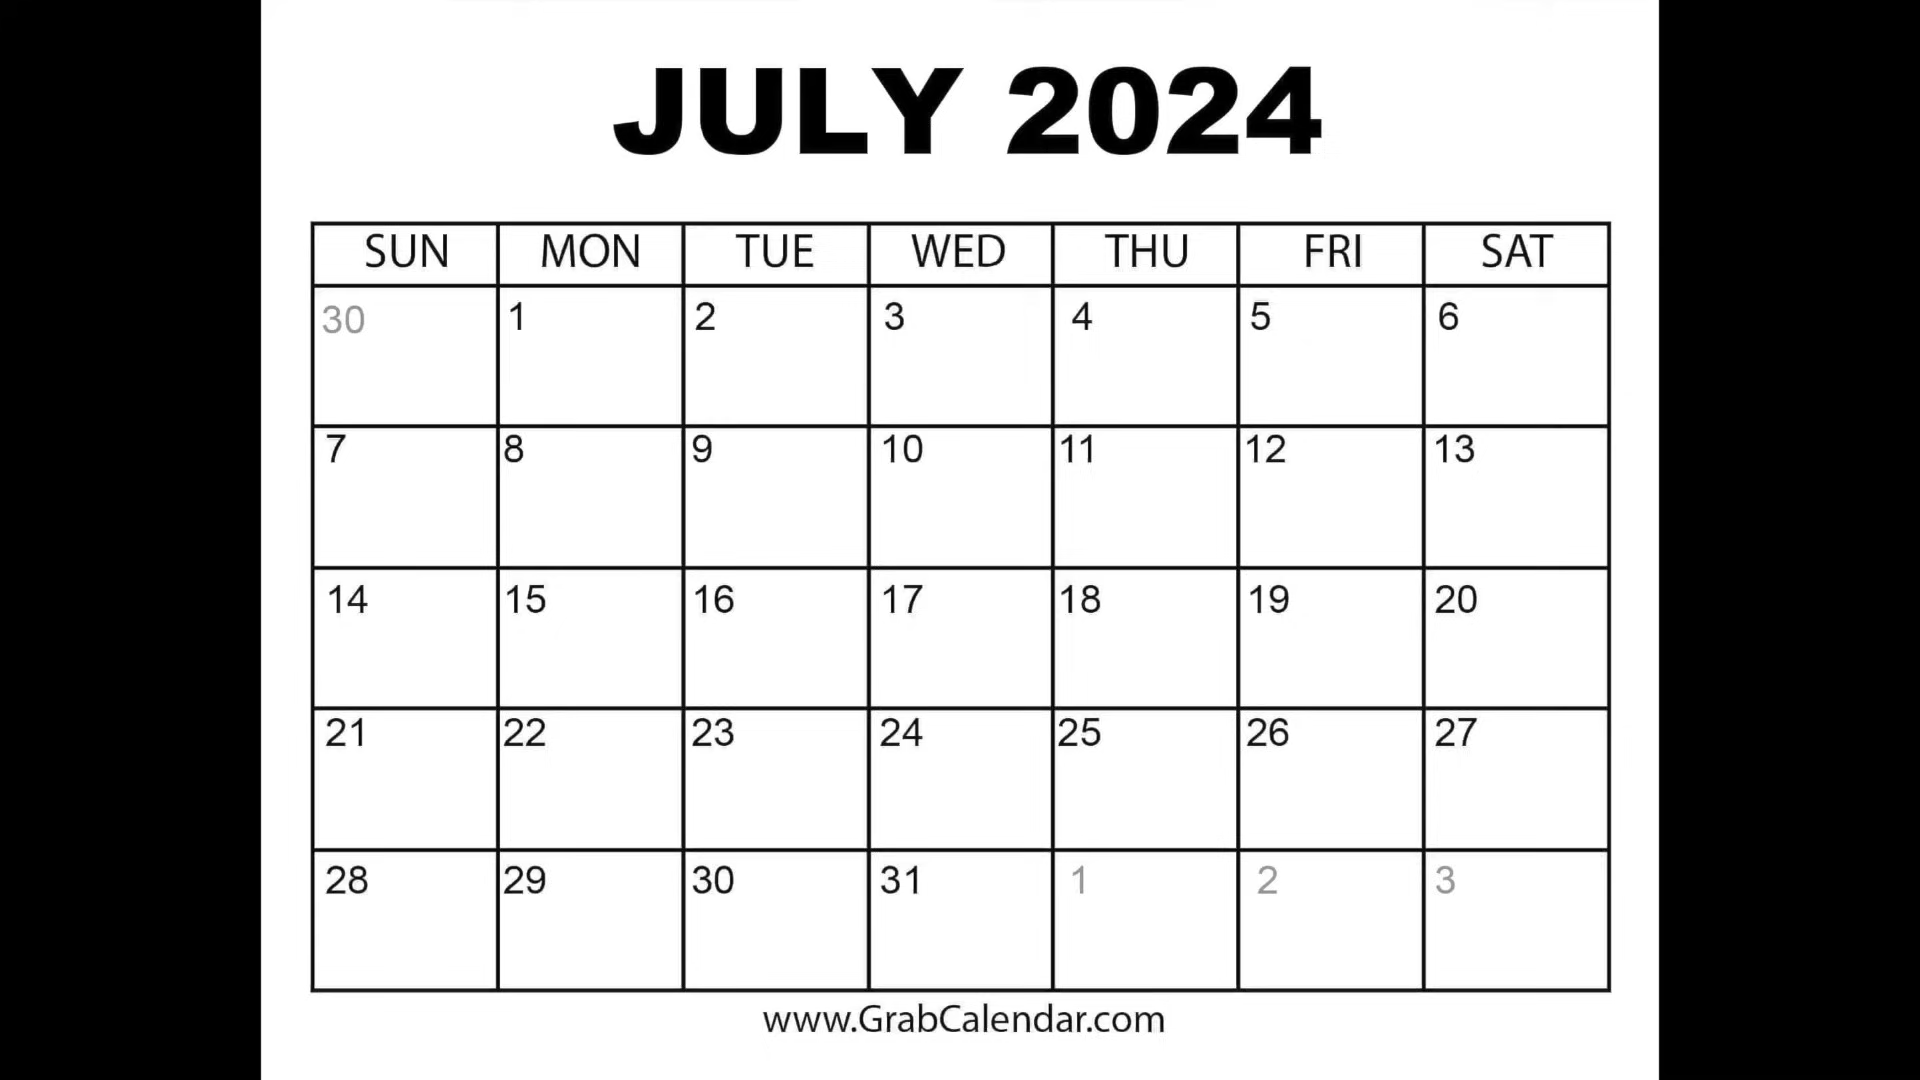 JULY 2024
SUN MON TUE WED THU FRI SAT
30 1 2 3 4 5 6
7 8 9 10 11 12 13
14 15 16 17 18 19 20
21 22 23 24 25 26 27
28 29 30 31 1 2 3
www.GrabCalendar.com